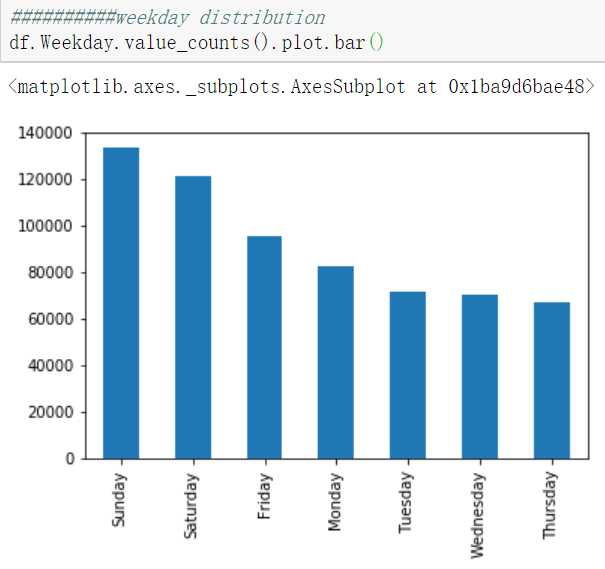 ##########weekday distribution
df.Weekday.value_counts().plot.bar()
<matplotlib.axes._subplots.AxesSubplot at 0x1ba9d6bae48>
140000
120000
100000
80000
60000
40000
20000
0
Sunday
Saturday
Friday
Monday
Tuesday
Wednesday
Thursday